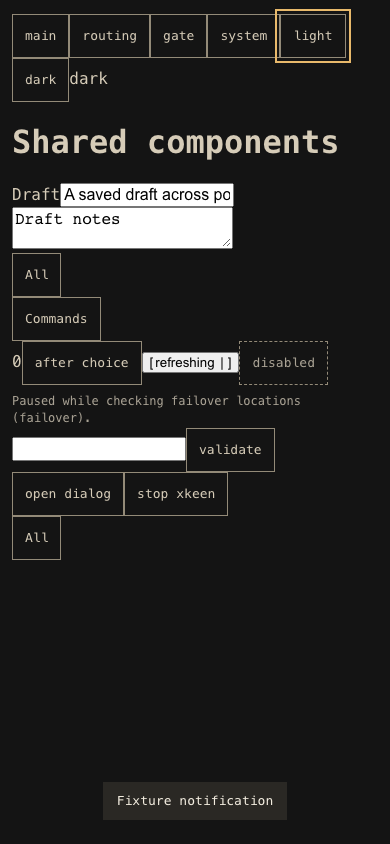 main routing gate system light
dark dark
Shared components
Draft A saved draft across po
Draft notes
All
Commands
0 after choice [refreshing |] disabled
Paused while checking failover locations
(failover).
validate
open dialog stop xkeen
All
Fixture notification